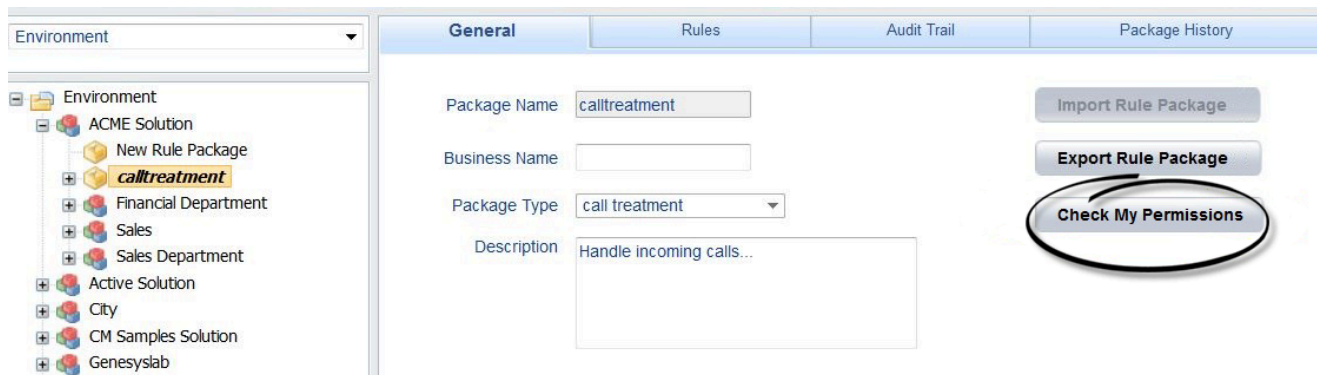 Environment
Environment
ACME Solution
New Rule Package
calltreatment
Financial Department
Sales
Sales Department
Active Solution
City
CM Samples Solution
Genesyslab
General Rules Audit Trail Package History
Package Name calltreatment
Import Rule Package
Business Name
Export Rule Package
Package Type call treatment
Check My Permissions
Description Handle incoming calls...